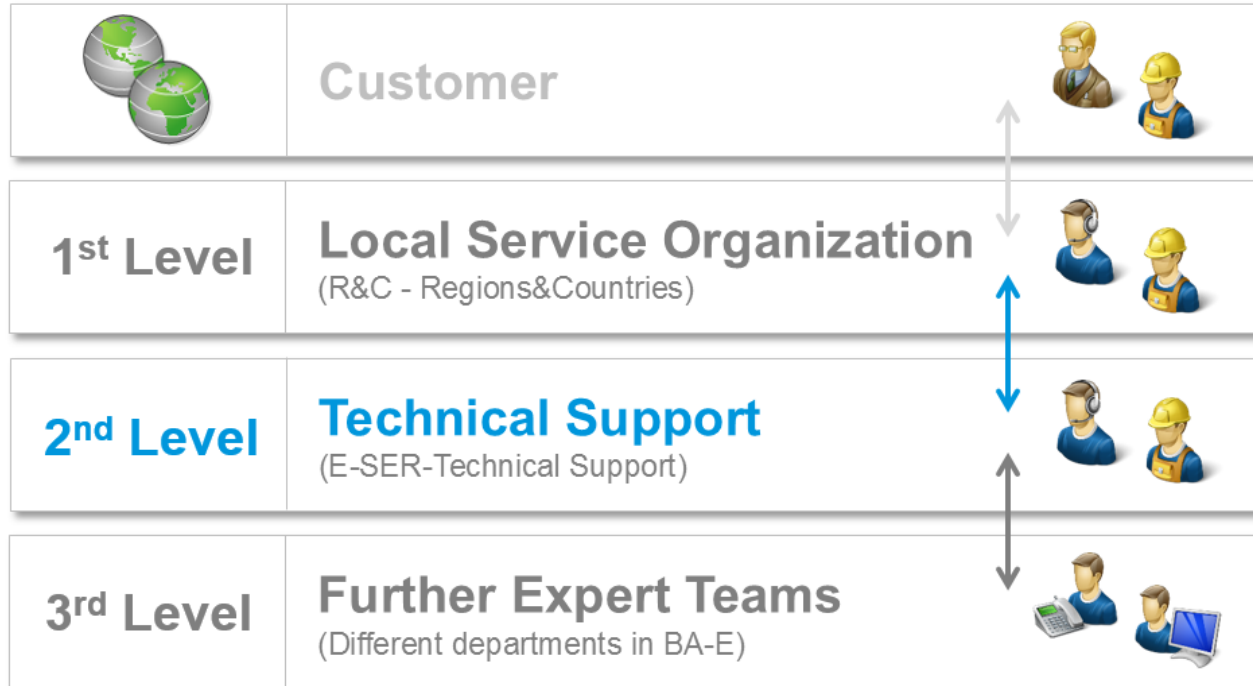 Customer
1st Level
Local Service Organization
(R&C - Regions&Countries)
2nd Level
Technical Support
(E-SER-Technical Support)
3rd Level
Further Expert Teams
(Different departments in BA-E)